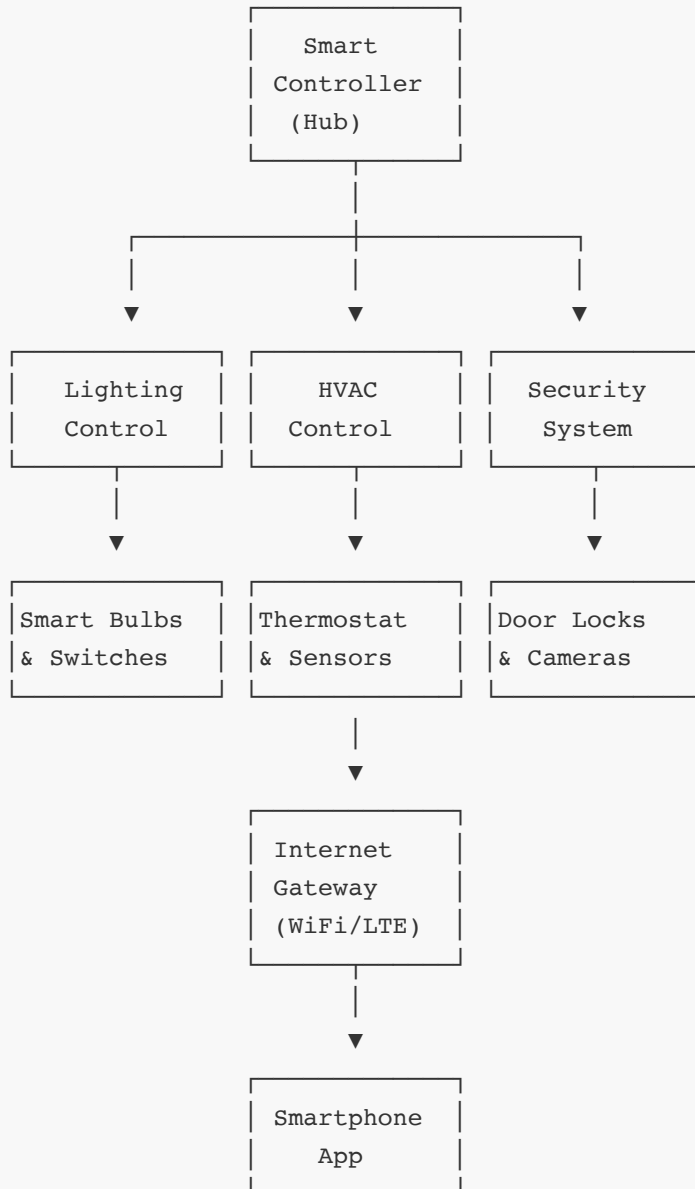 Smart
Controller
(Hub)
Lighting
Control
HVAC
Control
Security
System
Smart Bulbs
& Switches
Thermostat
& Sensors
Door Locks
& Cameras
Internet
Gateway
(WiFi/LTE)
Smartphone
App